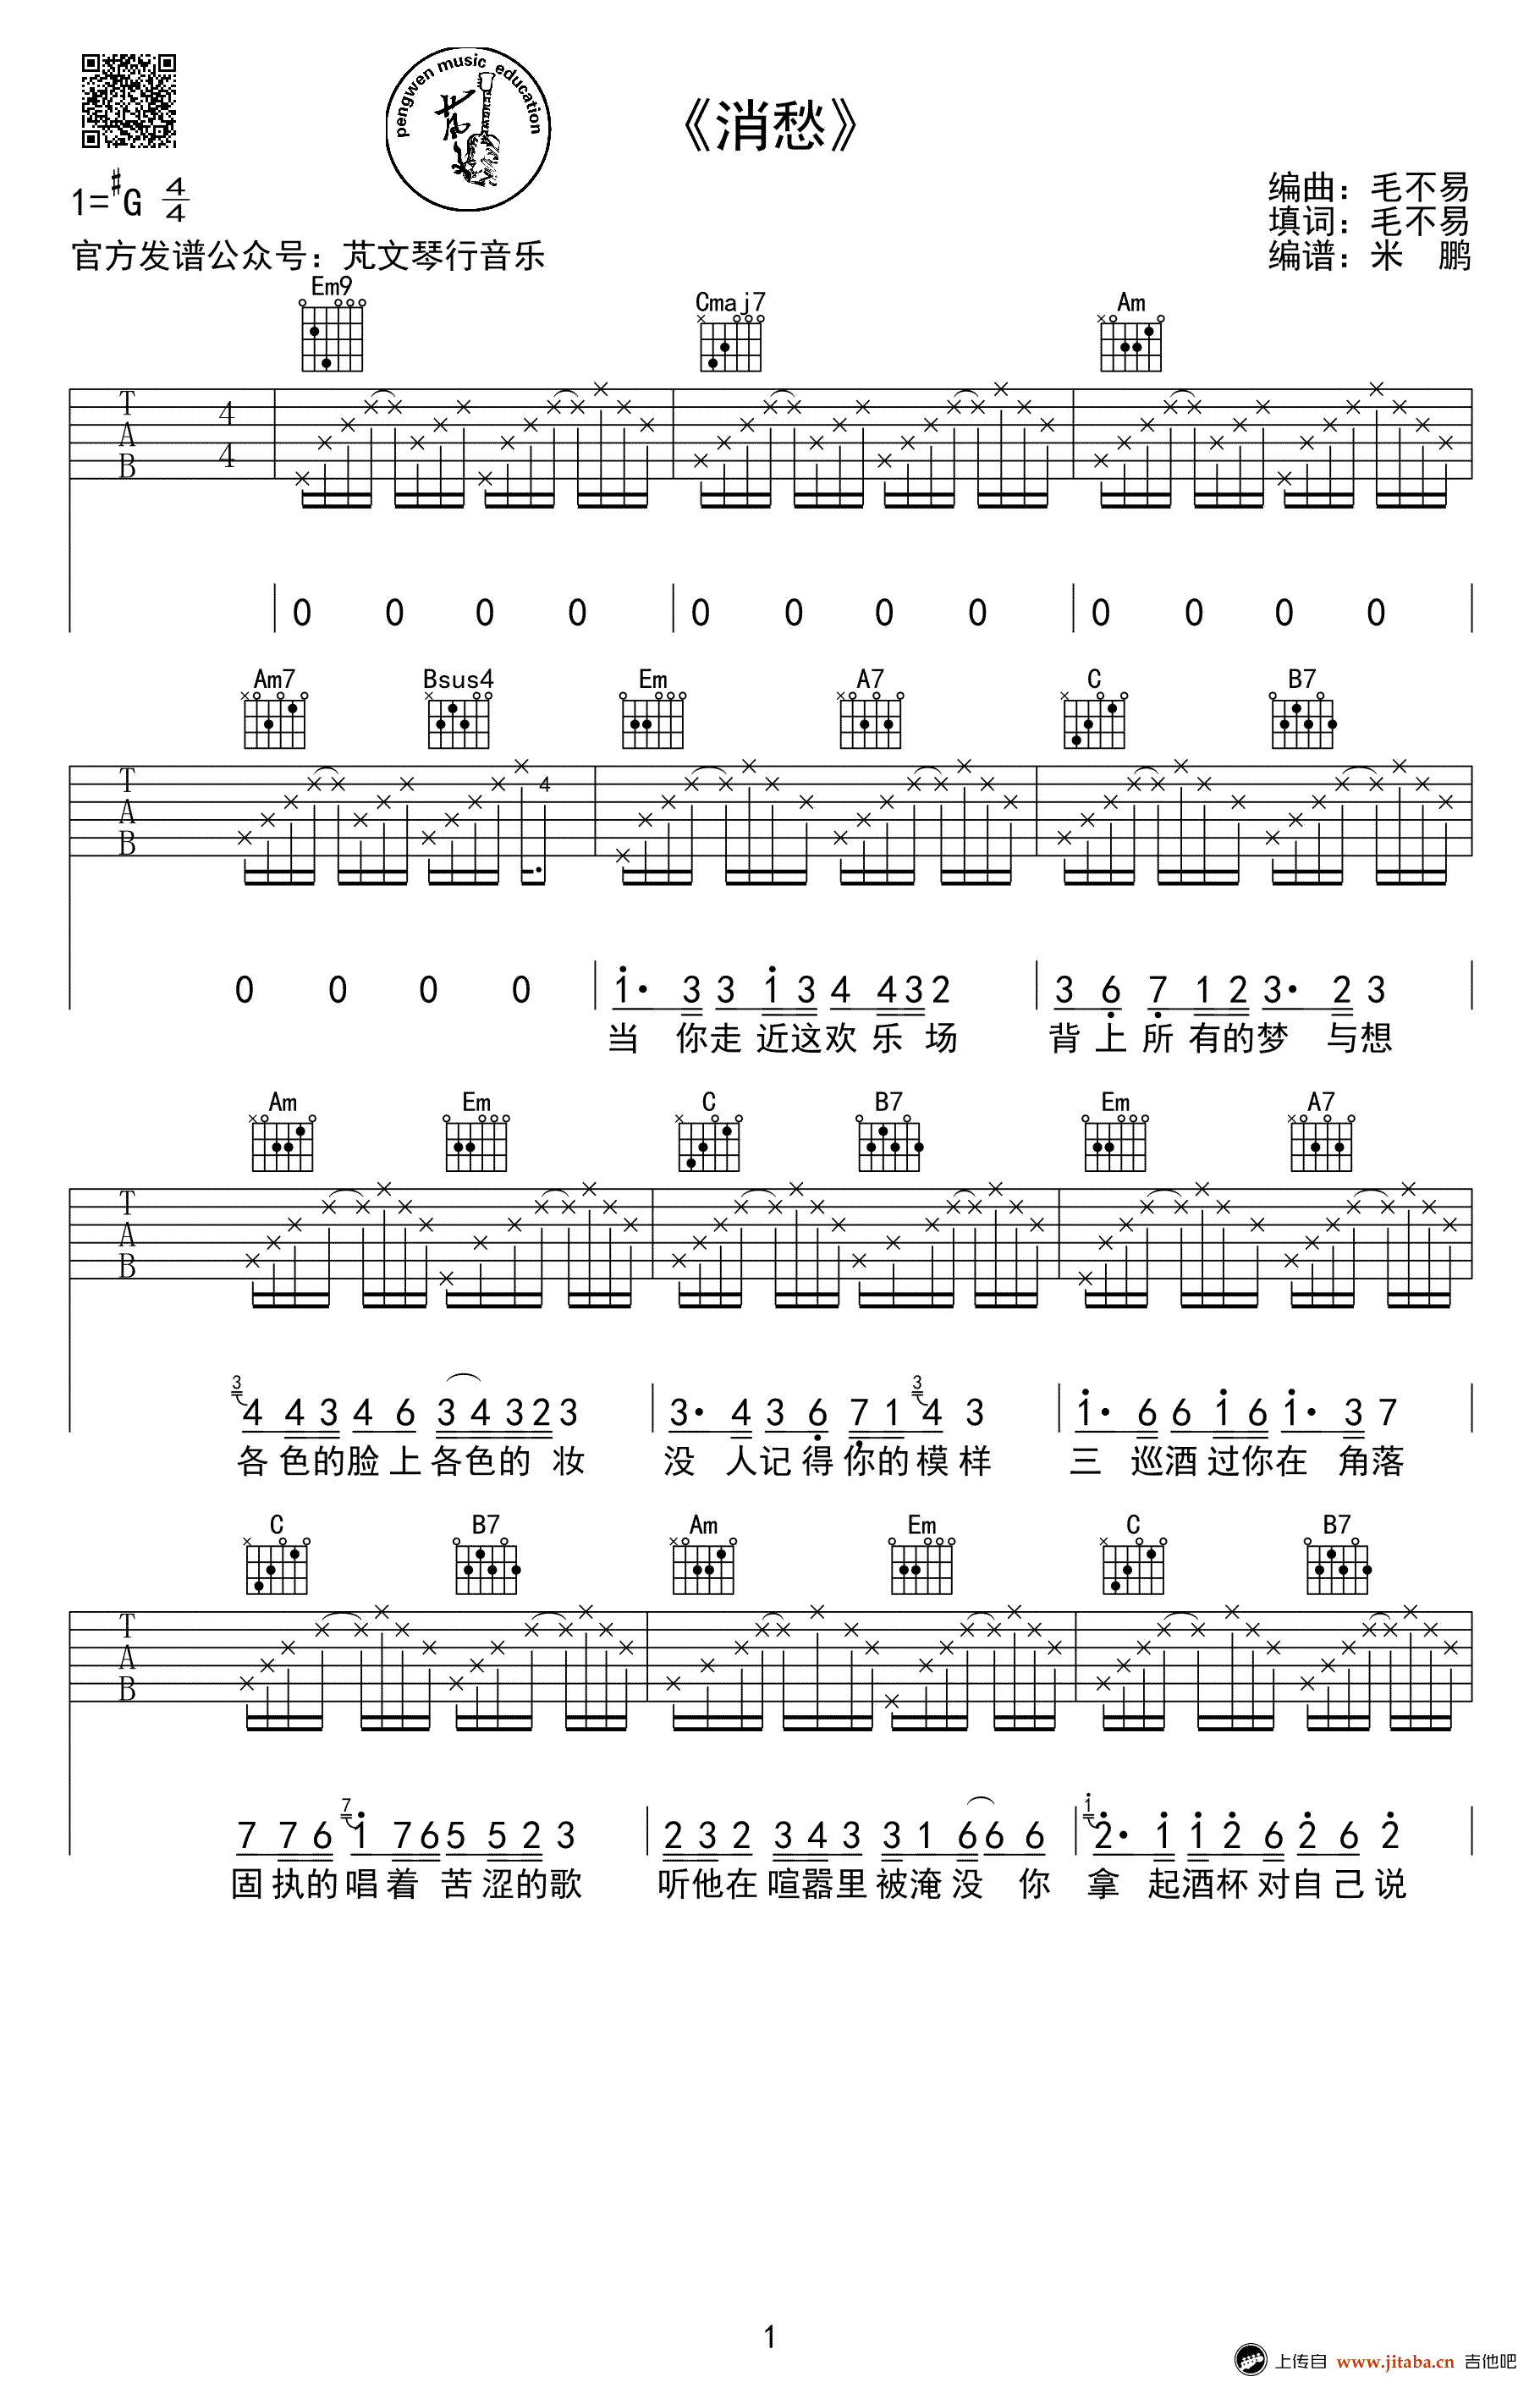 pengwen music education
《消愁》
1=#G 4/4
编曲：毛不易
填词：毛不易
编谱：米 鹏
官方发谱公众号：芃文琴行音乐
Em9 Cmaj7 Am
T A B 4 4
0 0 0 0 0 0 0 0 0 0 0 0
Am7 Bsus4 Em A7 C B7
T A B 4
0 0 0 0 1· 3 3 1 3 4 4 3 2 3 6 7 1 2 3· 2 3
当 你走 近这欢 乐 场 背 上 所 有的梦 与想
Am Em C B7 Em A7
T A B
3 4 4 3 4 6 3 4 3 2 3 3· 4 3 6 7 1 3 4 3 1· 6 6 1 6 1· 3 7
各 色的脸 上 各色的 妆 没 人记 得 你的 模 样 三 巡酒 过你在 角落
C B7 Am Em C B7
T A B
7 7 6 7 1 7 6 5 5 2 3 2 3 2 3 4 3 3 1 6 6 6 1 2· 1 1 2 6 2 6 2
固 执的 唱 着 苦 涩的歌 听他在 喧嚣里 被淹 没 你 拿 起酒杯 对自 己 说
1
上传自 www.jitaba.cn 吉他吧